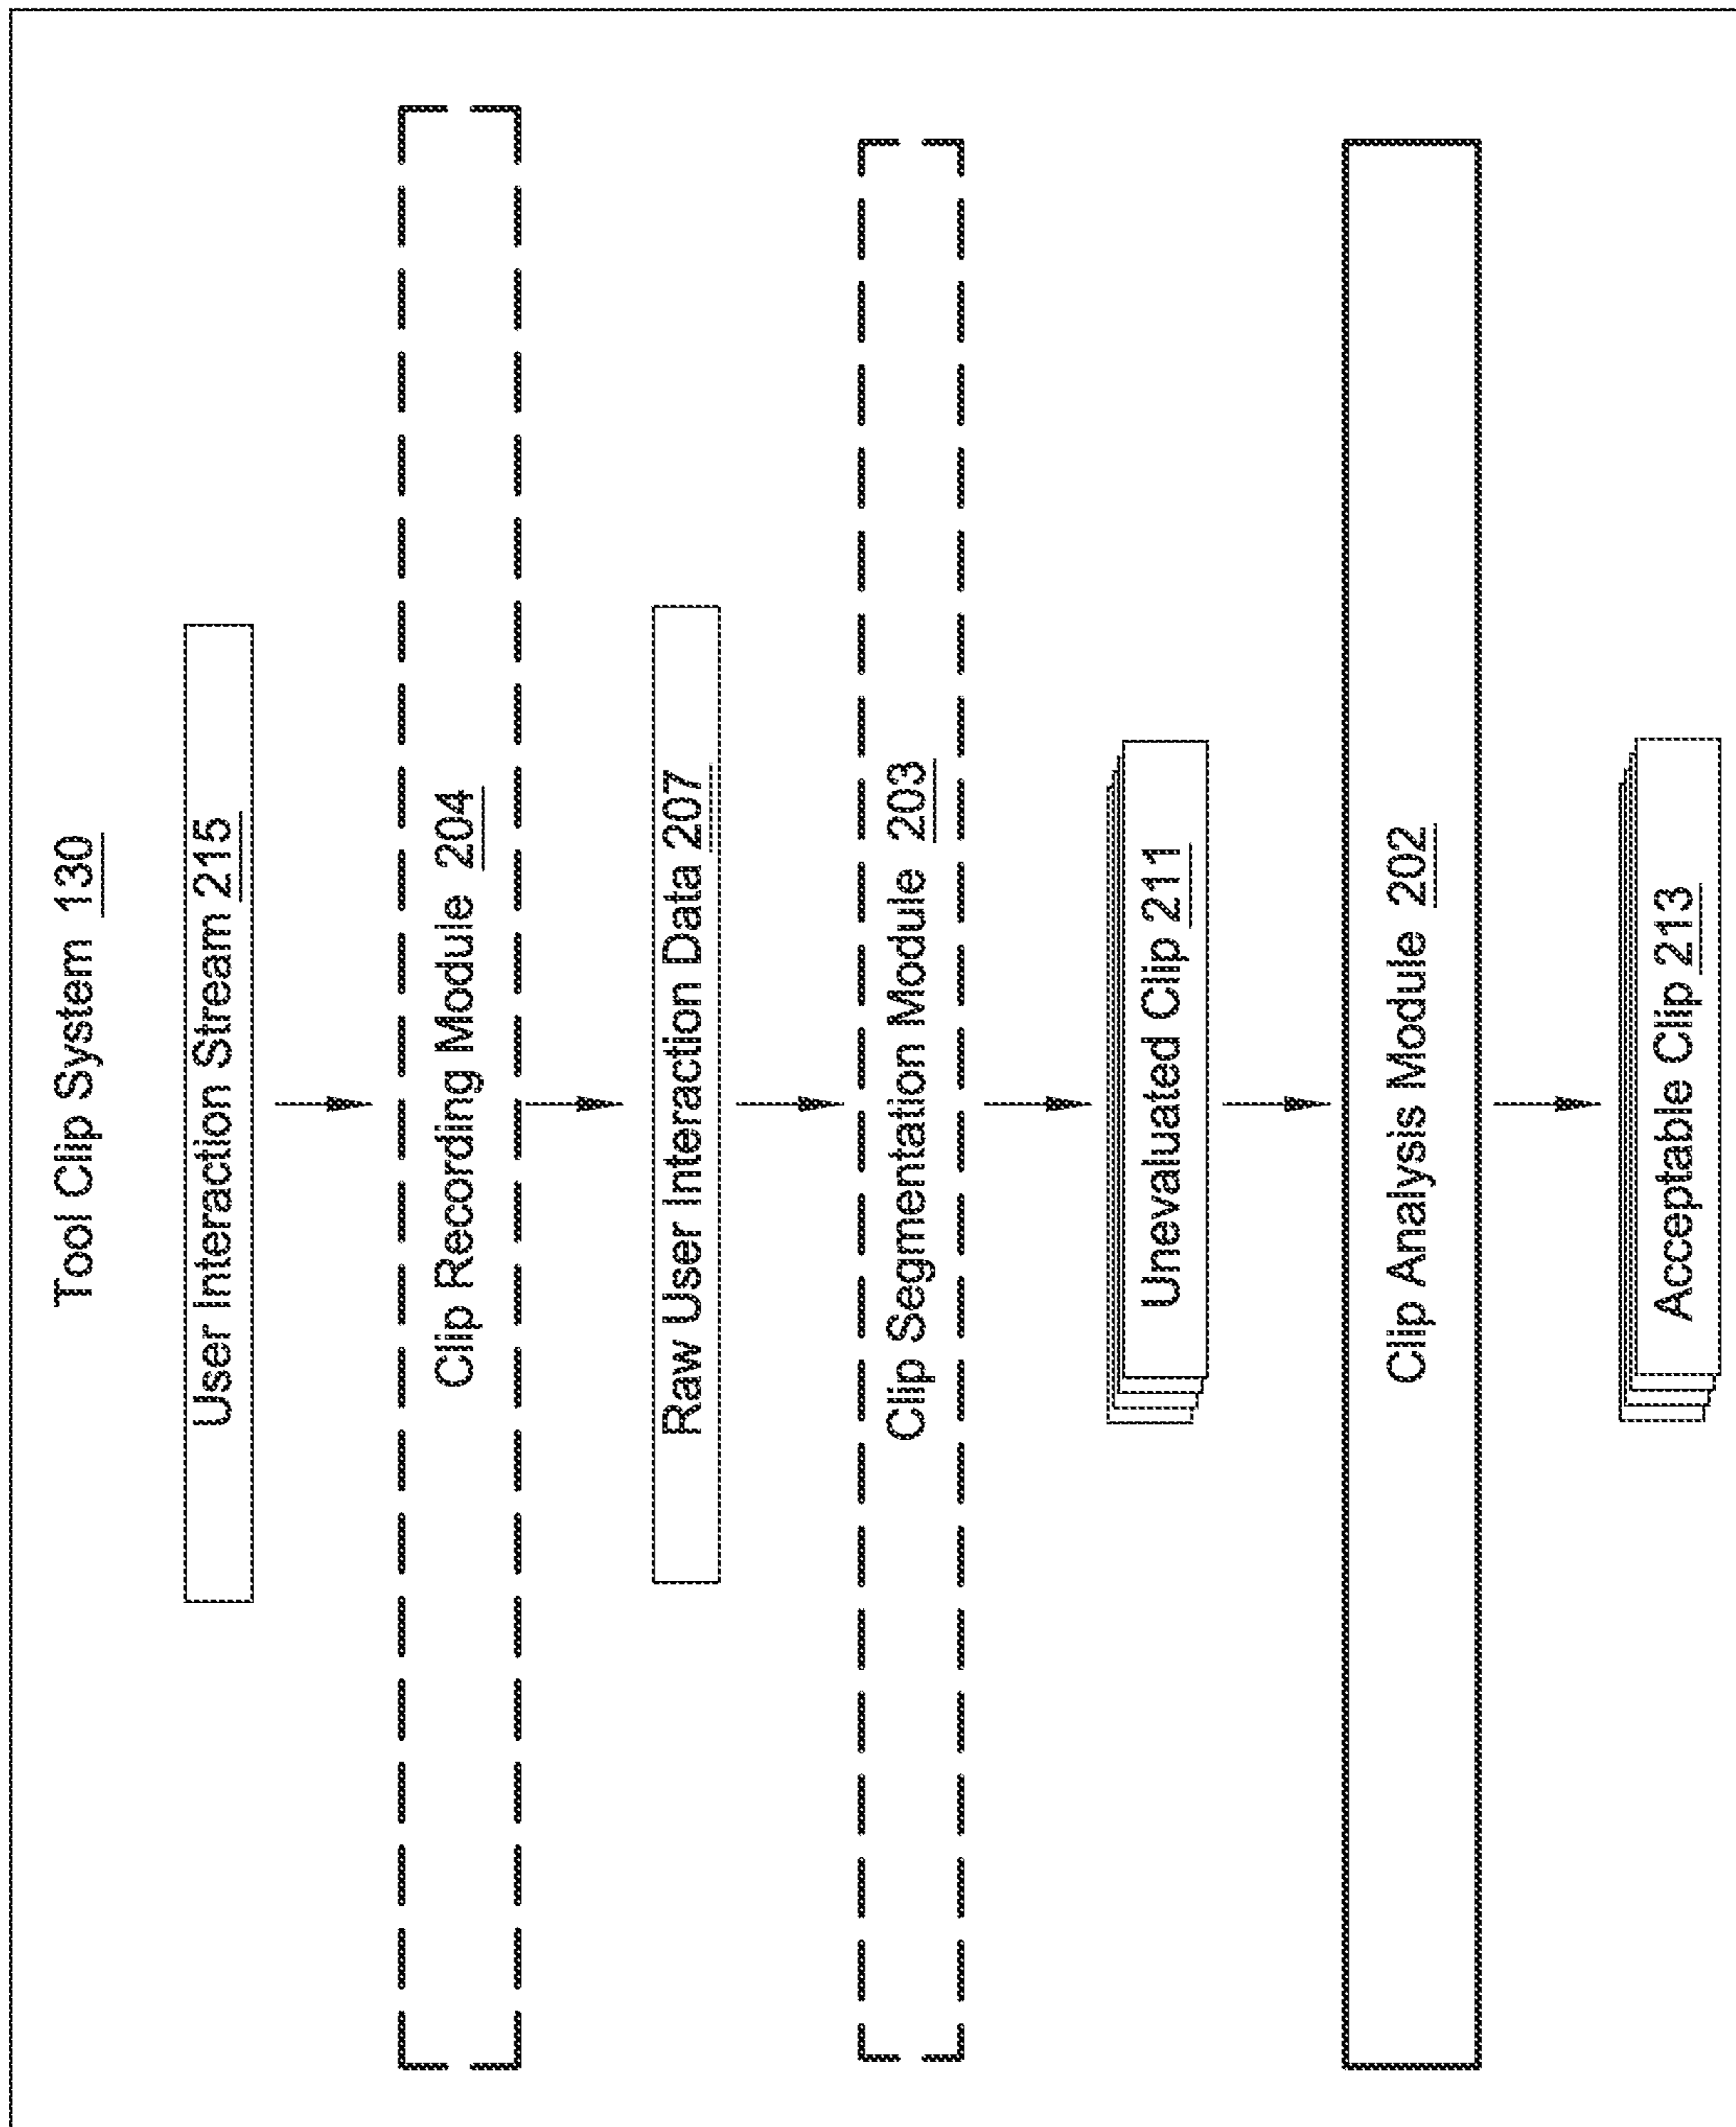 Tool Clip System 130
User Interaction Stream 215
Clip Recording Module 204
Raw User Interaction Data 207
Clip Segmentation Module 203
Unevaluated Clip 211
Clip Analysis Module 202
Acceptable Clip 213